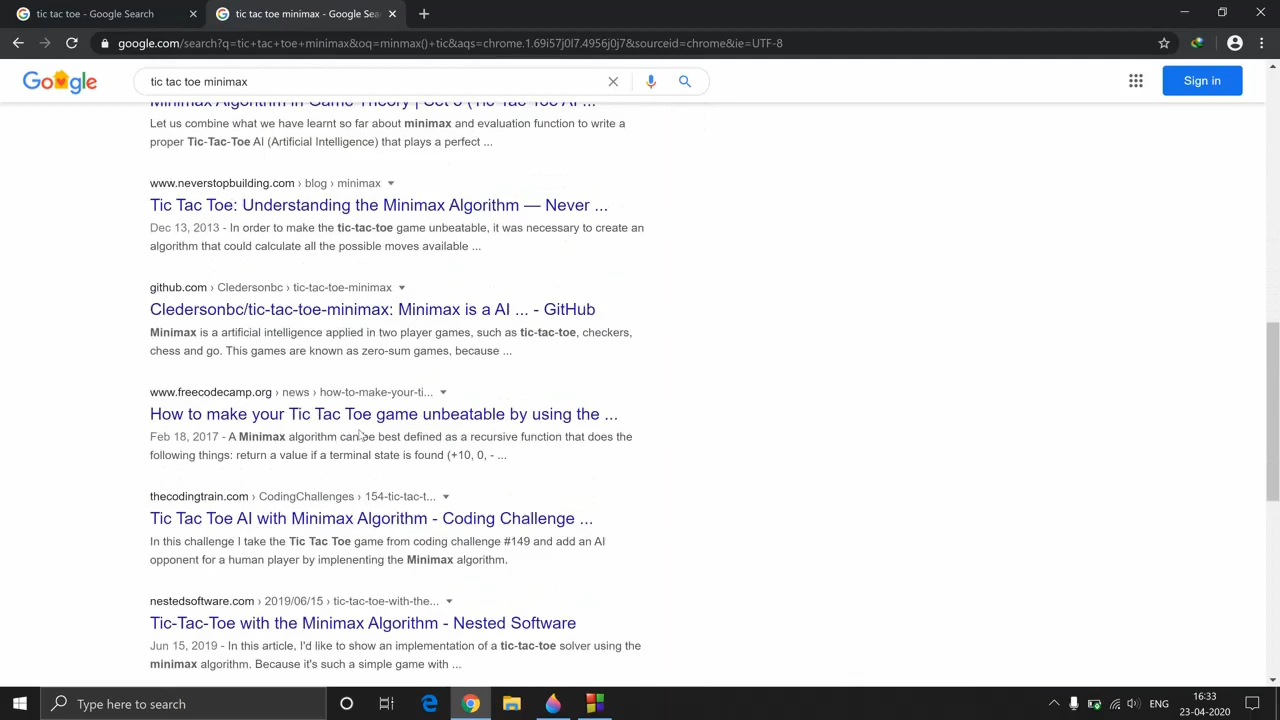 tic tac toe - Google Search
tic tac toe minimax - Google Sea
google.com/search?q=tic+tac+toe+minimax&oq=minmax()+tic&aqs=chrome.1.69i57j0l7.4956j0j7&sourceid=chrome&ie=UTF-8
Google
tic tac toe minimax
Sign in
Minimax Algorithm in Game Theory | Set 3 (Tic-Tac-Toe AI ...
Let us combine what we have learnt so far about minimax and evaluation function to write a
proper Tic-Tac-Toe AI (Artificial Intelligence) that plays a perfect ...
www.neverstopbuilding.com › blog › minimax
Tic Tac Toe: Understanding the Minimax Algorithm — Never ...
Dec 13, 2013 - In order to make the tic-tac-toe game unbeatable, it was necessary to create an
algorithm that could calculate all the possible moves available ...
github.com › Cledersonbc › tic-tac-toe-minimax
Cledersonbc/tic-tac-toe-minimax: Minimax is a AI ... - GitHub
Minimax is a artificial intelligence applied in two player games, such as tic-tac-toe, checkers,
chess and go. This games are known as zero-sum games, because ...
www.freecodecamp.org › news › how-to-make-your-ti...
How to make your Tic Tac Toe game unbeatable by using the ...
Feb 18, 2017 - A Minimax algorithm can be best defined as a recursive function that does the
following things: return a value if a terminal state is found (+10, 0, - ...
thecodingtrain.com › CodingChallenges › 154-tic-tac-t...
Tic Tac Toe AI with Minimax Algorithm - Coding Challenge ...
In this challenge I take the Tic Tac Toe game from coding challenge #149 and add an AI
opponent for a human player by implenenting the Minimax algorithm.
nestedsoftware.com › 2019/06/15 › tic-tac-toe-with-the...
Tic-Tac-Toe with the Minimax Algorithm - Nested Software
Jun 15, 2019 - In this article, I'd like to show an implementation of a tic-tac-toe solver using the
minimax algorithm. Because it's such a simple game with ...
Type here to search
ENG
16:33
23-04-2020